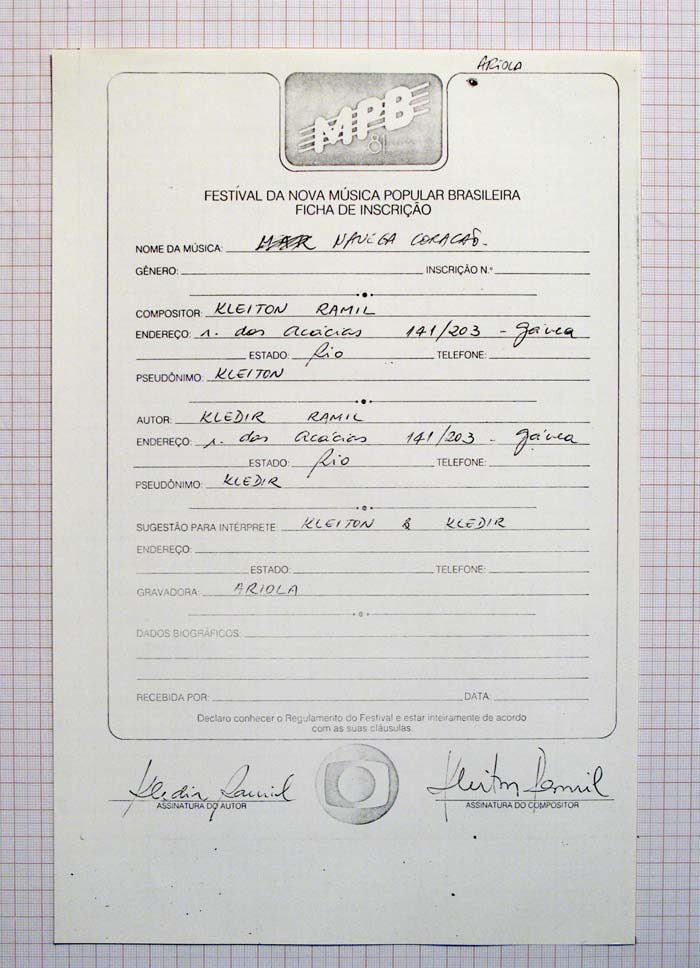 ARIOLA
MPB
81
FESTIVAL DA NOVA MÚSICA POPULAR BRASILEIRA
FICHA DE INSCRIÇÃO
NOME DA MÚSICA: MAR NAVEGA CORACAÕ
GÊNERO: INSCRIÇÃO N.º
COMPOSITOR: KLEITON RAMIL
ENDEREÇO: r. dos Acácias 141/203 - Gávea
ESTADO: Rio TELEFONE:
PSEUDÔNIMO: KLEITON
AUTOR: KLEDIR RAMIL
ENDEREÇO: r. dos Acácias 141/203 - Gávea
ESTADO: Rio TELEFONE:
PSEUDÔNIMO: KLEDIR
SUGESTÃO PARA INTÉRPRETE: KLEITON & KLEDIR
ENDEREÇO:
ESTADO: TELEFONE:
GRAVADORA: ARIOLA
DADOS BIOGRÁFICOS:
RECEBIDA POR: DATA:
Declaro conhecer o Regulamento do Festival e estar inteiramente de acordo
com as suas cláusulas.
Kledir Ramil Kleiton Ramil
ASSINATURA DO AUTOR ASSINATURA DO COMPOSITOR